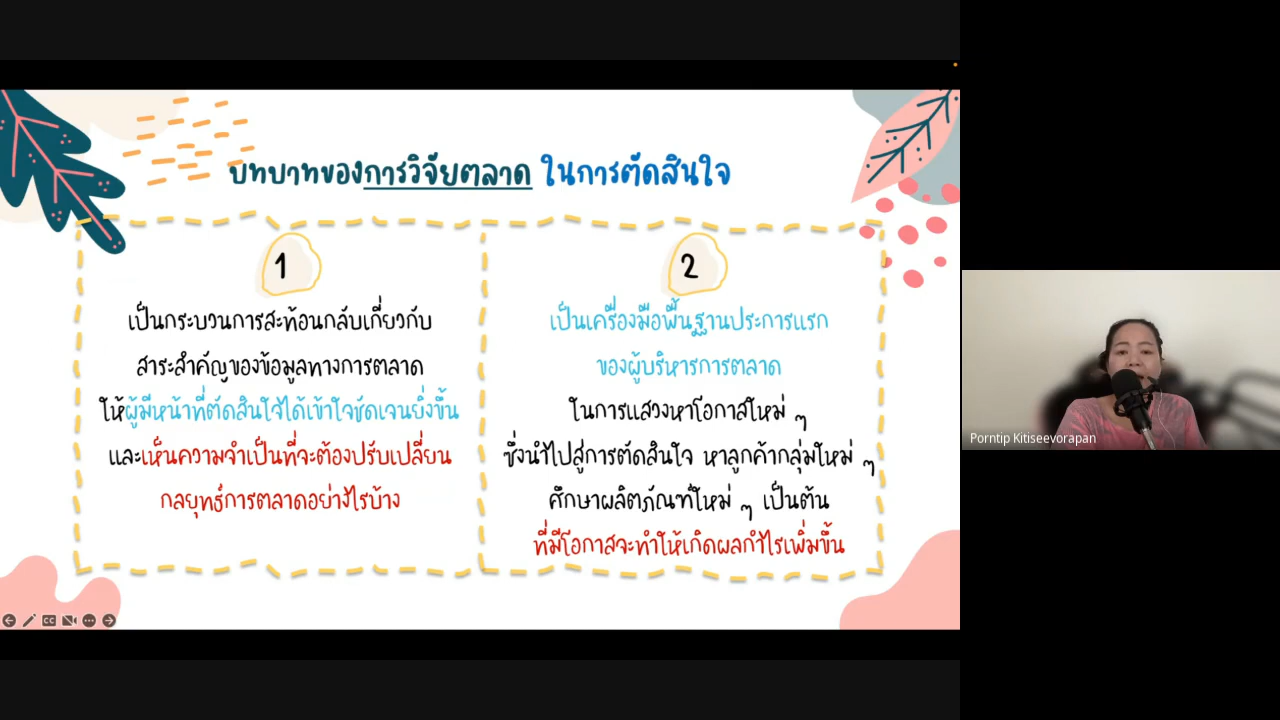 บทบาทของการวิจัยตลาด ในการตัดสินใจ
1
เป็นกระบวนการสะท้อนกลับเกี่ยวกับ
สาระสำคัญของข้อมูลทางการตลาด
ให้ผู้มีหน้าที่ตัดสินใจได้เข้าใจชัดเจนยิ่งขึ้น
และเห็นความจำเป็นที่จะต้องปรับเปลี่ยน
กลยุทธ์การตลาดอย่างไรบ้าง
2
เป็นเครื่องมือพื้นฐานประการแรก
ของผู้บริหารการตลาด
ในการแสวงหาโอกาสใหม่ ๆ
ซึ่งนำไปสู่การตัดสินใจ หาลูกค้ากลุ่มใหม่ ๆ
ศึกษาผลิตภัณฑ์ใหม่ ๆ เป็นต้น
ที่มีโอกาสจะทำให้เกิดผลกำไรเพิ่มขึ้น
CC
Porntip Kitiseevorapan